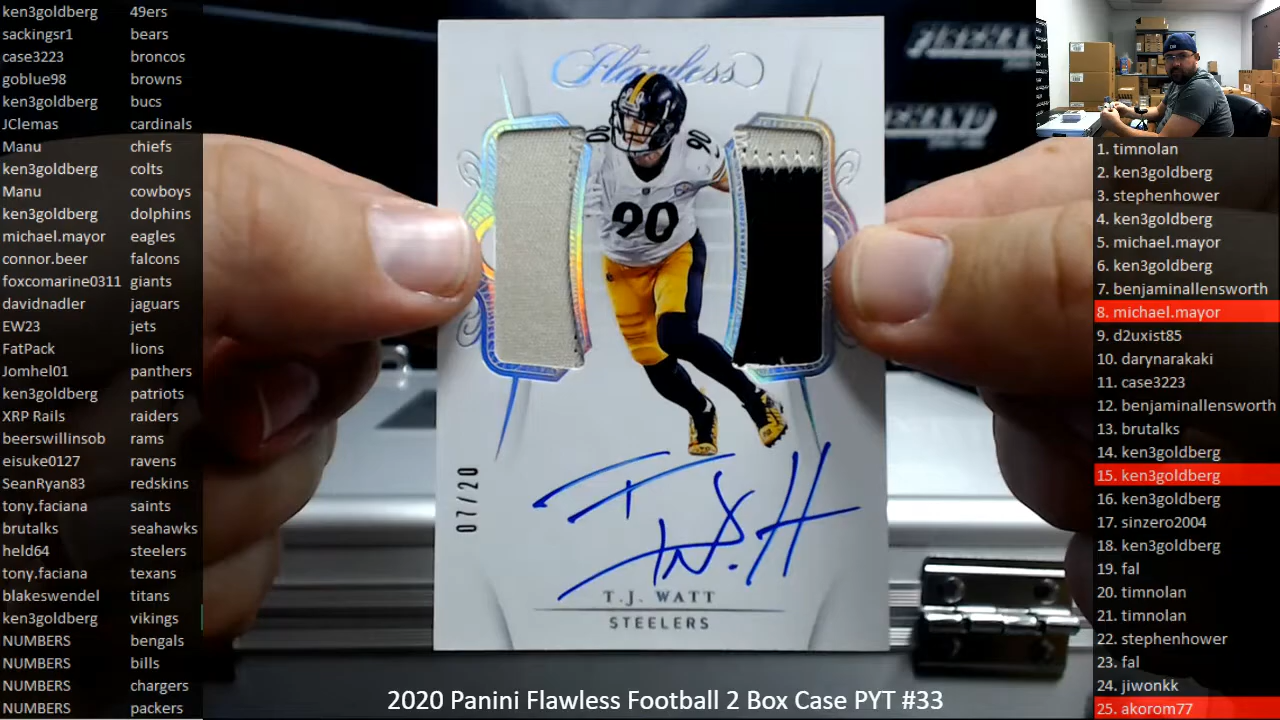 ken3goldberg 49ers
sackingsr1 bears
case3223 broncos
goblue98 browns
ken3goldberg bucs
JClemas cardinals
Manu chiefs
ken3goldberg colts
Manu cowboys
ken3goldberg dolphins
michael.mayor eagles
connor.beer falcons
foxcomarine0311 giants
davidnadler jaguars
EW23 jets
FatPack lions
Jomhel01 panthers
ken3goldberg patriots
XRP Rails raiders
beerswillinsob rams
eisuke0127 ravens
SeanRyan83 redskins
tony.faciana saints
brutalks seahawks
held64 steelers
tony.faciana texans
blakeswendel titans
ken3goldberg vikings
NUMBERS bengals
NUMBERS bills
NUMBERS chargers
NUMBERS packers
Flawless
90
90
90
07/20
T.J. WATT
STEELERS
2020 Panini Flawless Football 2 Box Case PYT #33
1. timnolan
2. ken3goldberg
3. stephenhower
4. ken3goldberg
5. michael.mayor
6. ken3goldberg
7. benjaminallensworth
8. michael.mayor
9. d2uxist85
10. darynarakaki
11. case3223
12. benjaminallensworth
13. brutalks
14. ken3goldberg
15. ken3goldberg
16. ken3goldberg
17. sinzero2004
18. ken3goldberg
19. fal
20. timnolan
21. timnolan
22. stephenhower
23. fal
24. jiwonkk
25. akorom77